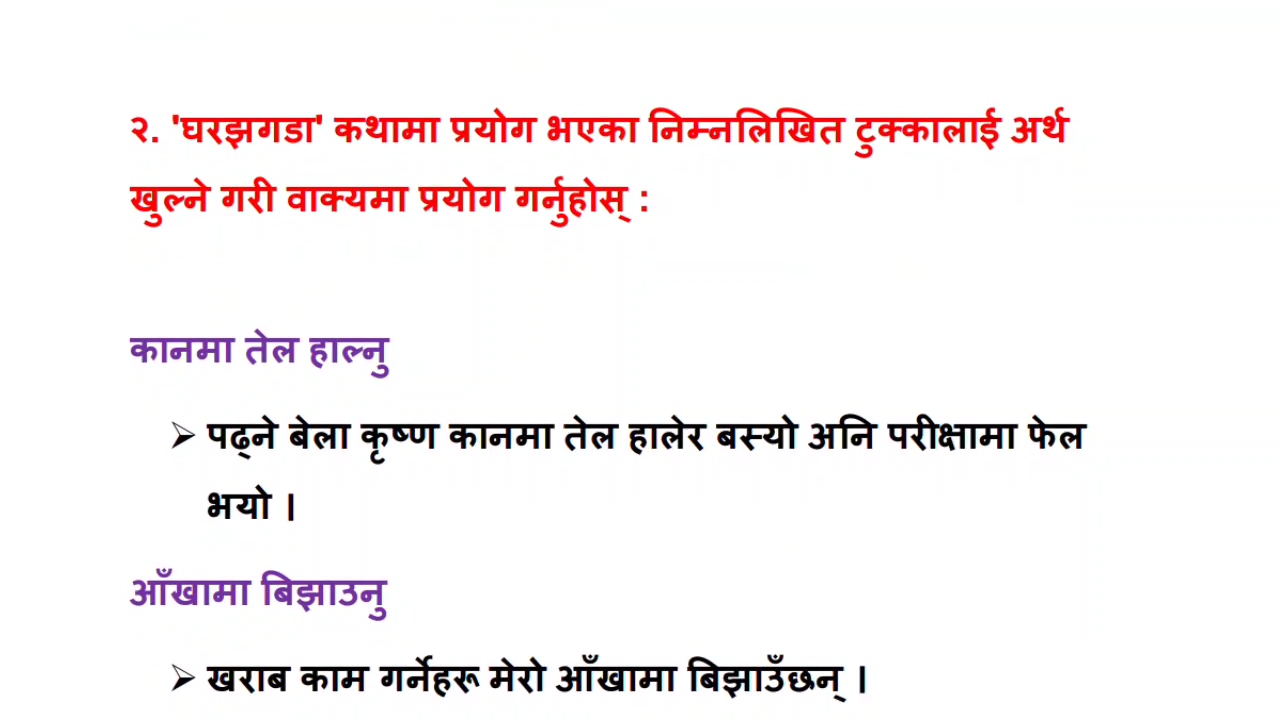 २. 'घरझगडा' कथामा प्रयोग भएका निम्नलिखित टुक्कालाई अर्थ
खुल्ने गरी वाक्यमा प्रयोग गर्नुहोस् :
कानमा तेल हाल्नु
➢ पढ्ने बेला कृष्ण कानमा तेल हालेर बस्यो अनि परीक्षामा फेल
भयो ।
आँखामा बिझाउनु
➢ खराब काम गर्नेहरू मेरो आँखामा बिझाउँछन् ।